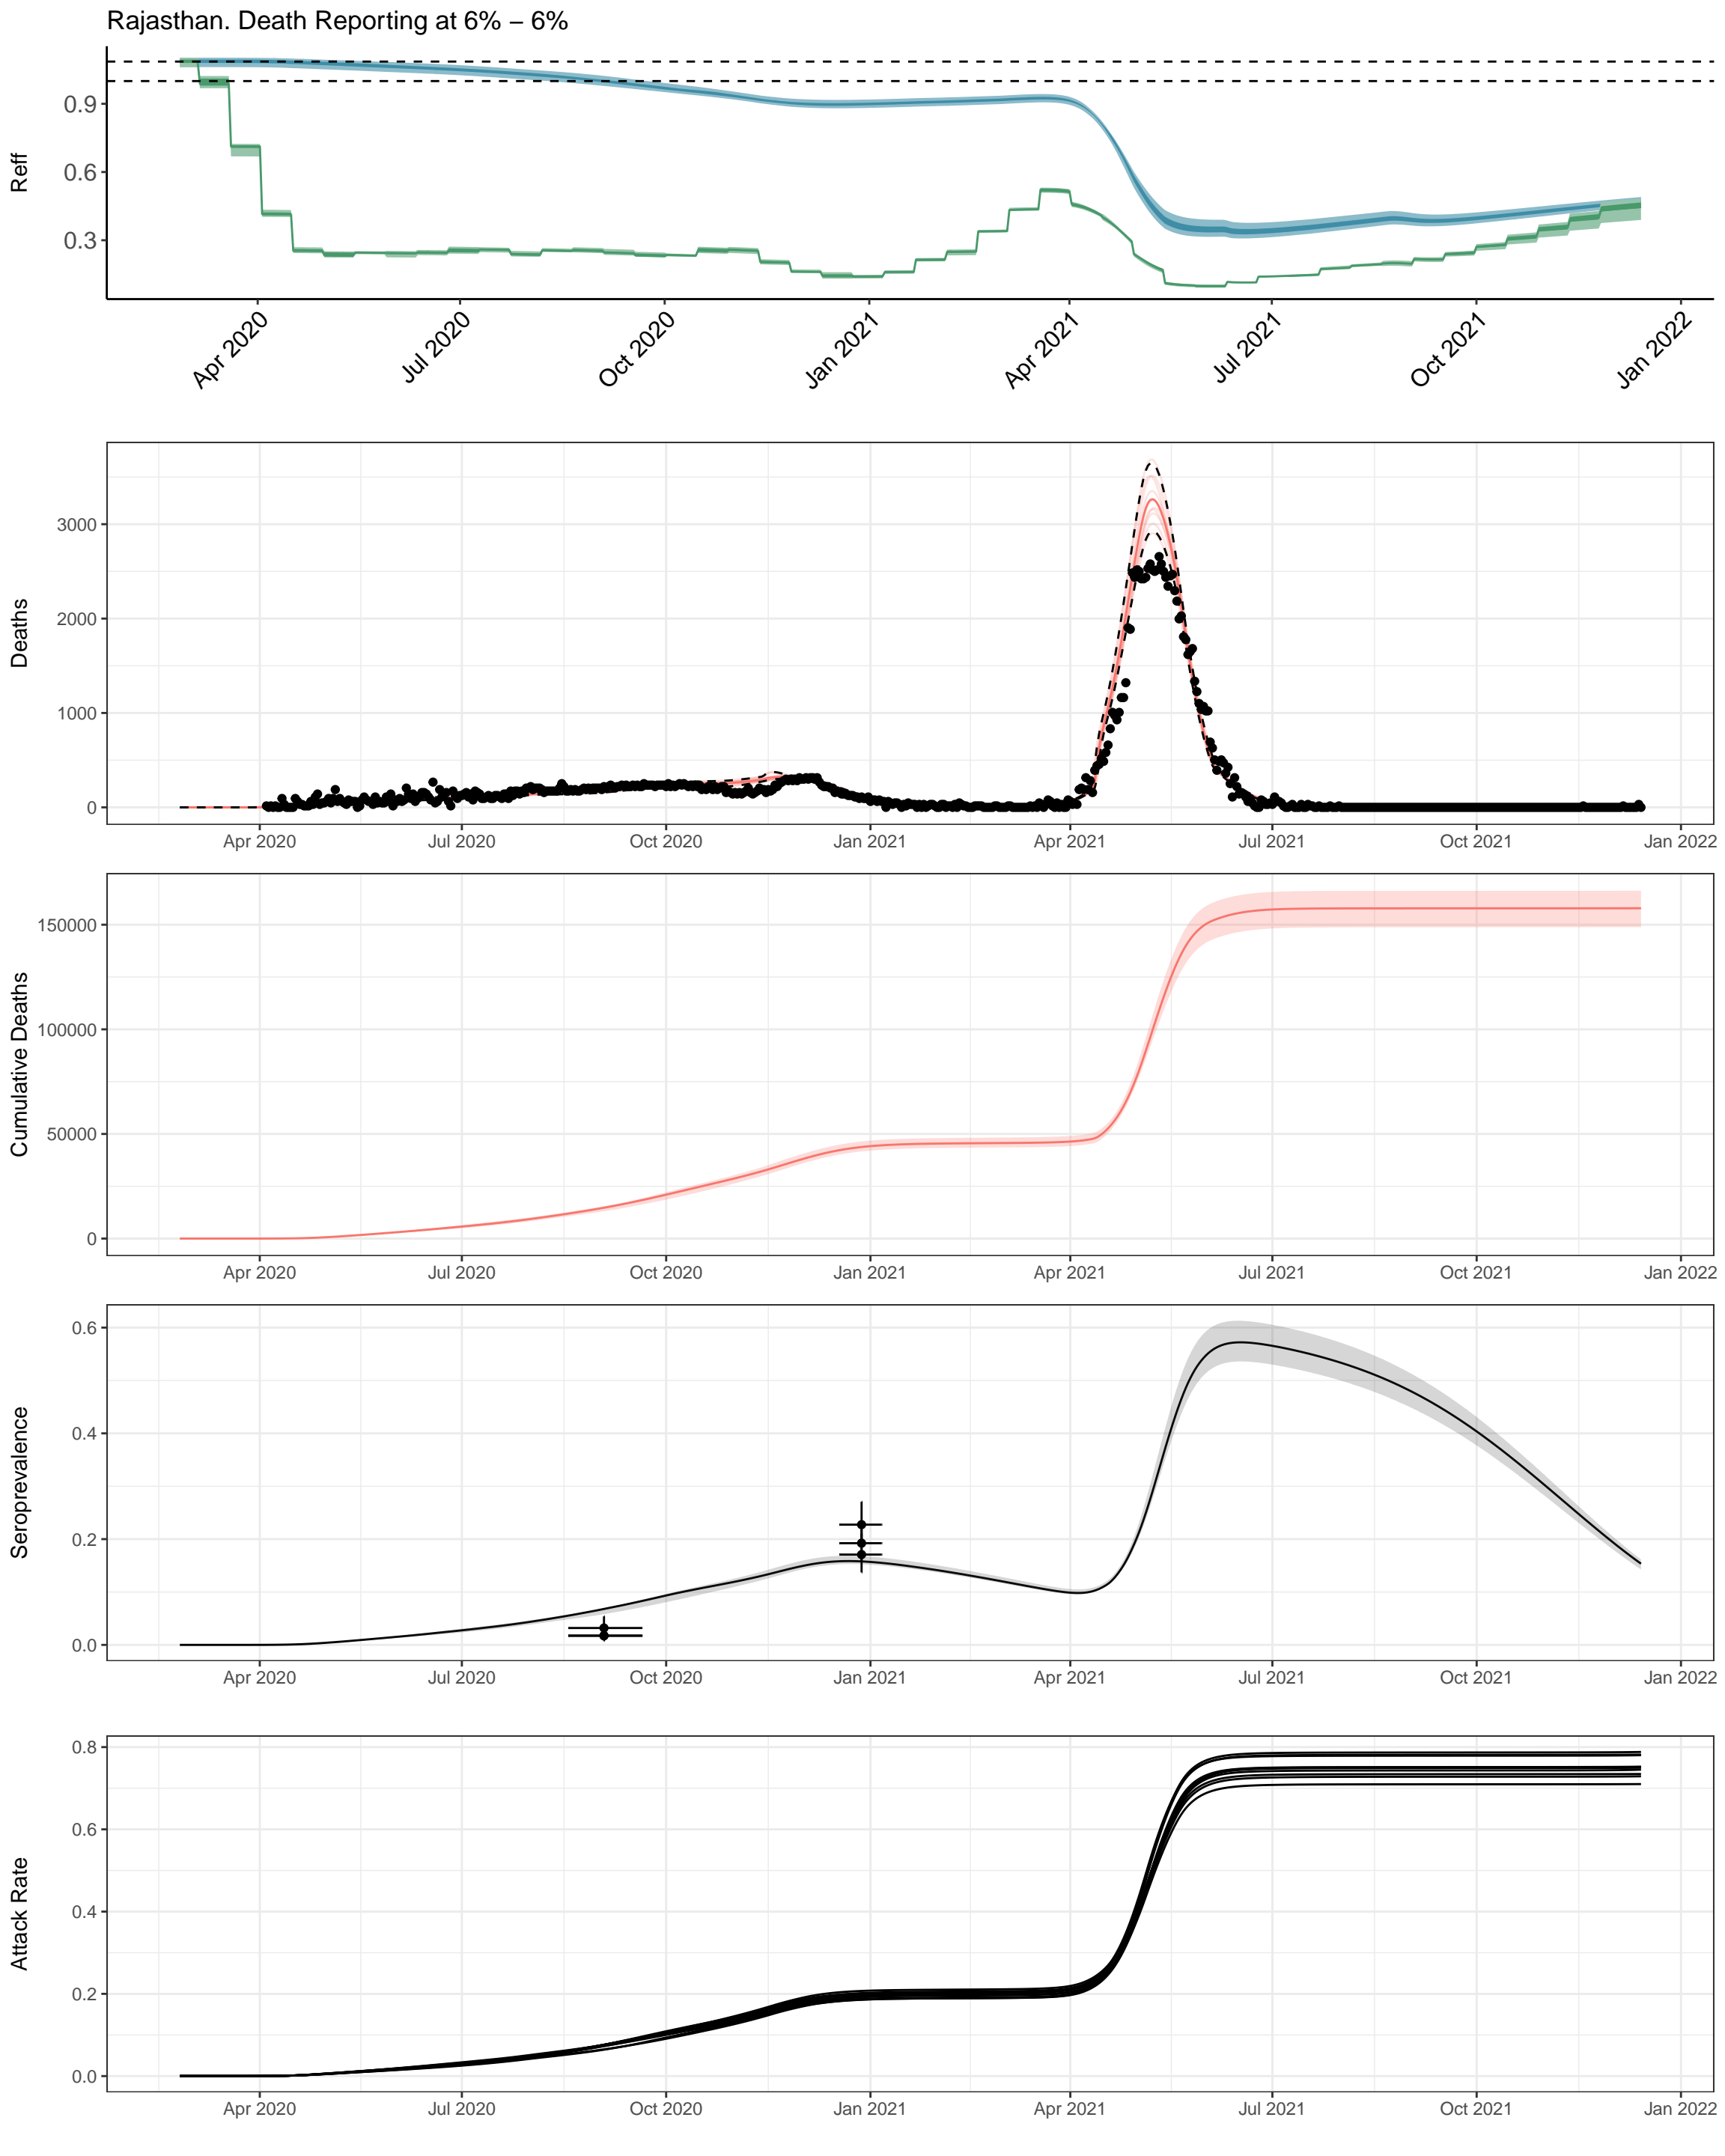 Rajasthan. Death Reporting at 6% – 6%
Reff
0.9
0.6
0.3
Apr 2020
Jul 2020
Oct 2020
Jan 2021
Apr 2021
Jul 2021
Oct 2021
Jan 2022
Deaths
3000
2000
1000
0
Apr 2020
Jul 2020
Oct 2020
Jan 2021
Apr 2021
Jul 2021
Oct 2021
Jan 2022
Cumulative Deaths
150000
100000
50000
0
Apr 2020
Jul 2020
Oct 2020
Jan 2021
Apr 2021
Jul 2021
Oct 2021
Jan 2022
Seroprevalence
0.6
0.4
0.2
0.0
Apr 2020
Jul 2020
Oct 2020
Jan 2021
Apr 2021
Jul 2021
Oct 2021
Jan 2022
Attack Rate
0.8
0.6
0.4
0.2
0.0
Apr 2020
Jul 2020
Oct 2020
Jan 2021
Apr 2021
Jul 2021
Oct 2021
Jan 2022